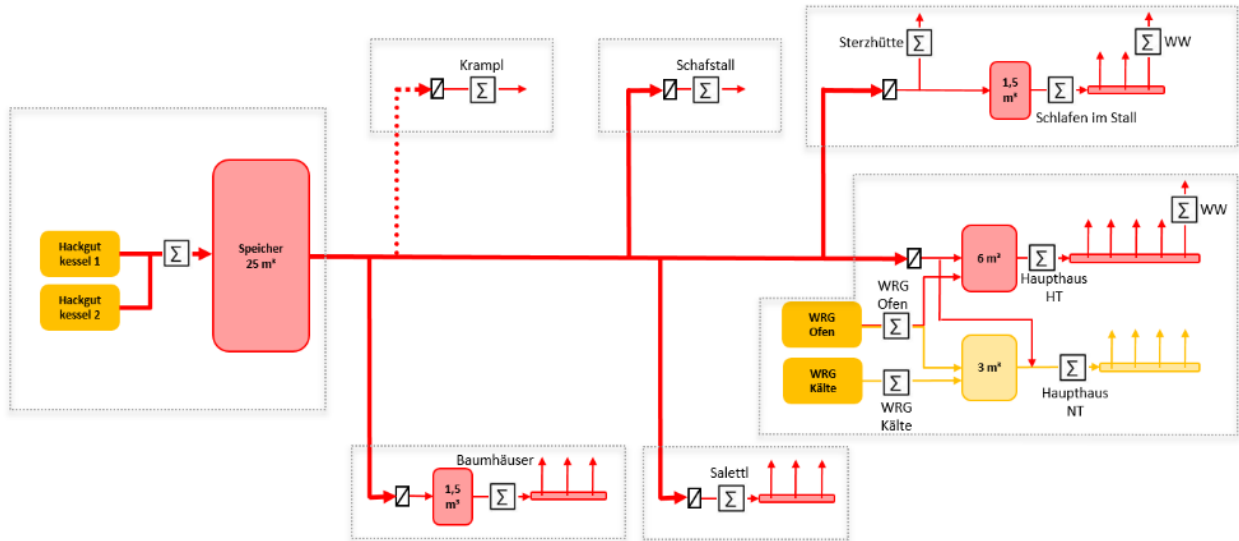 Krampl
Σ
Schafstall
Σ
Sterzhütte
Σ
Σ
WW
1,5
m³
Σ
Schlafen im Stall
Hackgut
kessel 1
Hackgut
kessel 2
Σ
Speicher
25 m³
6 m³
Σ
Haupthaus
HT
Σ
WW
WRG
Ofen
WRG
Ofen
Σ
3 m³
Σ
Haupthaus
NT
WRG
Kälte
Σ
WRG
Kälte
Baumhäuser
1,5
m³
Σ
Salettl
Σ